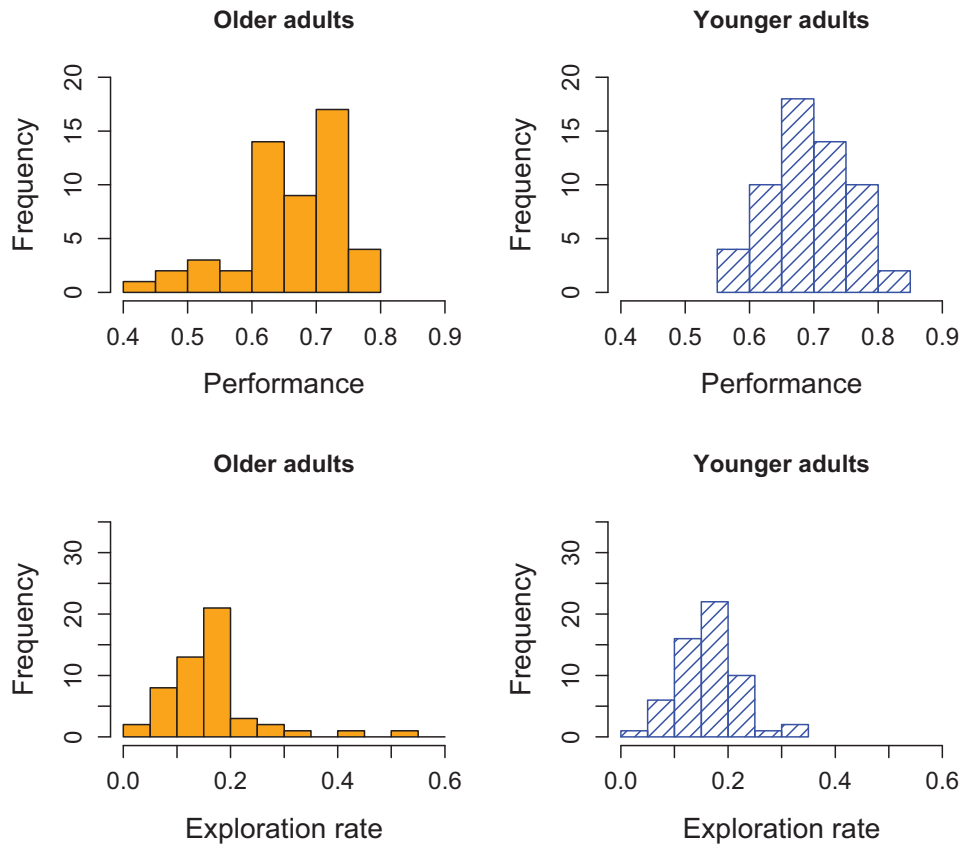 Older adults
Younger adults
Frequency
0 5 10 15 20
0.4 0.5 0.6 0.7 0.8 0.9
Performance
Frequency
0 5 10 15 20
0.4 0.5 0.6 0.7 0.8 0.9
Performance
Older adults
Younger adults
Frequency
0 10 20 30
0.0 0.2 0.4 0.6
Exploration rate
Frequency
0 10 20 30
0.0 0.2 0.4 0.6
Exploration rate